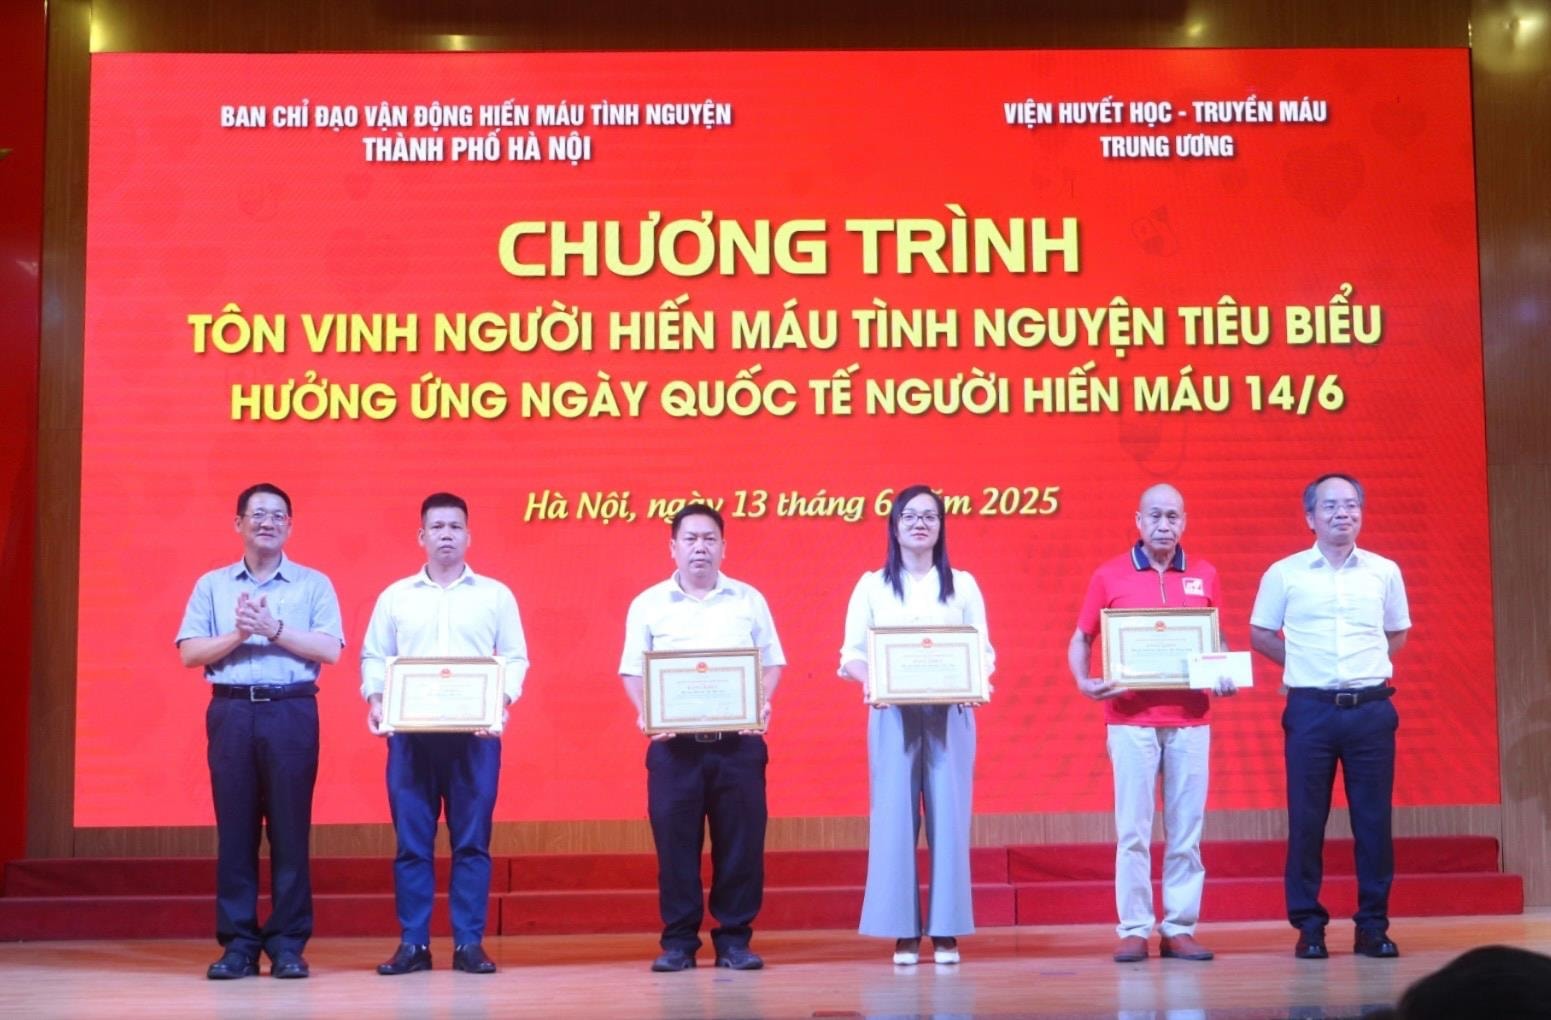 BAN CHỈ ĐẠO VẬN ĐỘNG HIẾN MÁU TÌNH NGUYỆN
THÀNH PHỐ HÀ NỘI
VIỆN HUYẾT HỌC - TRUYỀN MÁU
TRUNG ƯƠNG
CHƯƠNG TRÌNH
TÔN VINH NGƯỜI HIẾN MÁU TÌNH NGUYỆN TIÊU BIỂU
HƯỞNG ỨNG NGÀY QUỐC TẾ NGƯỜI HIẾN MÁU 14/6
Hà Nội, ngày 13 tháng 6 năm 2025